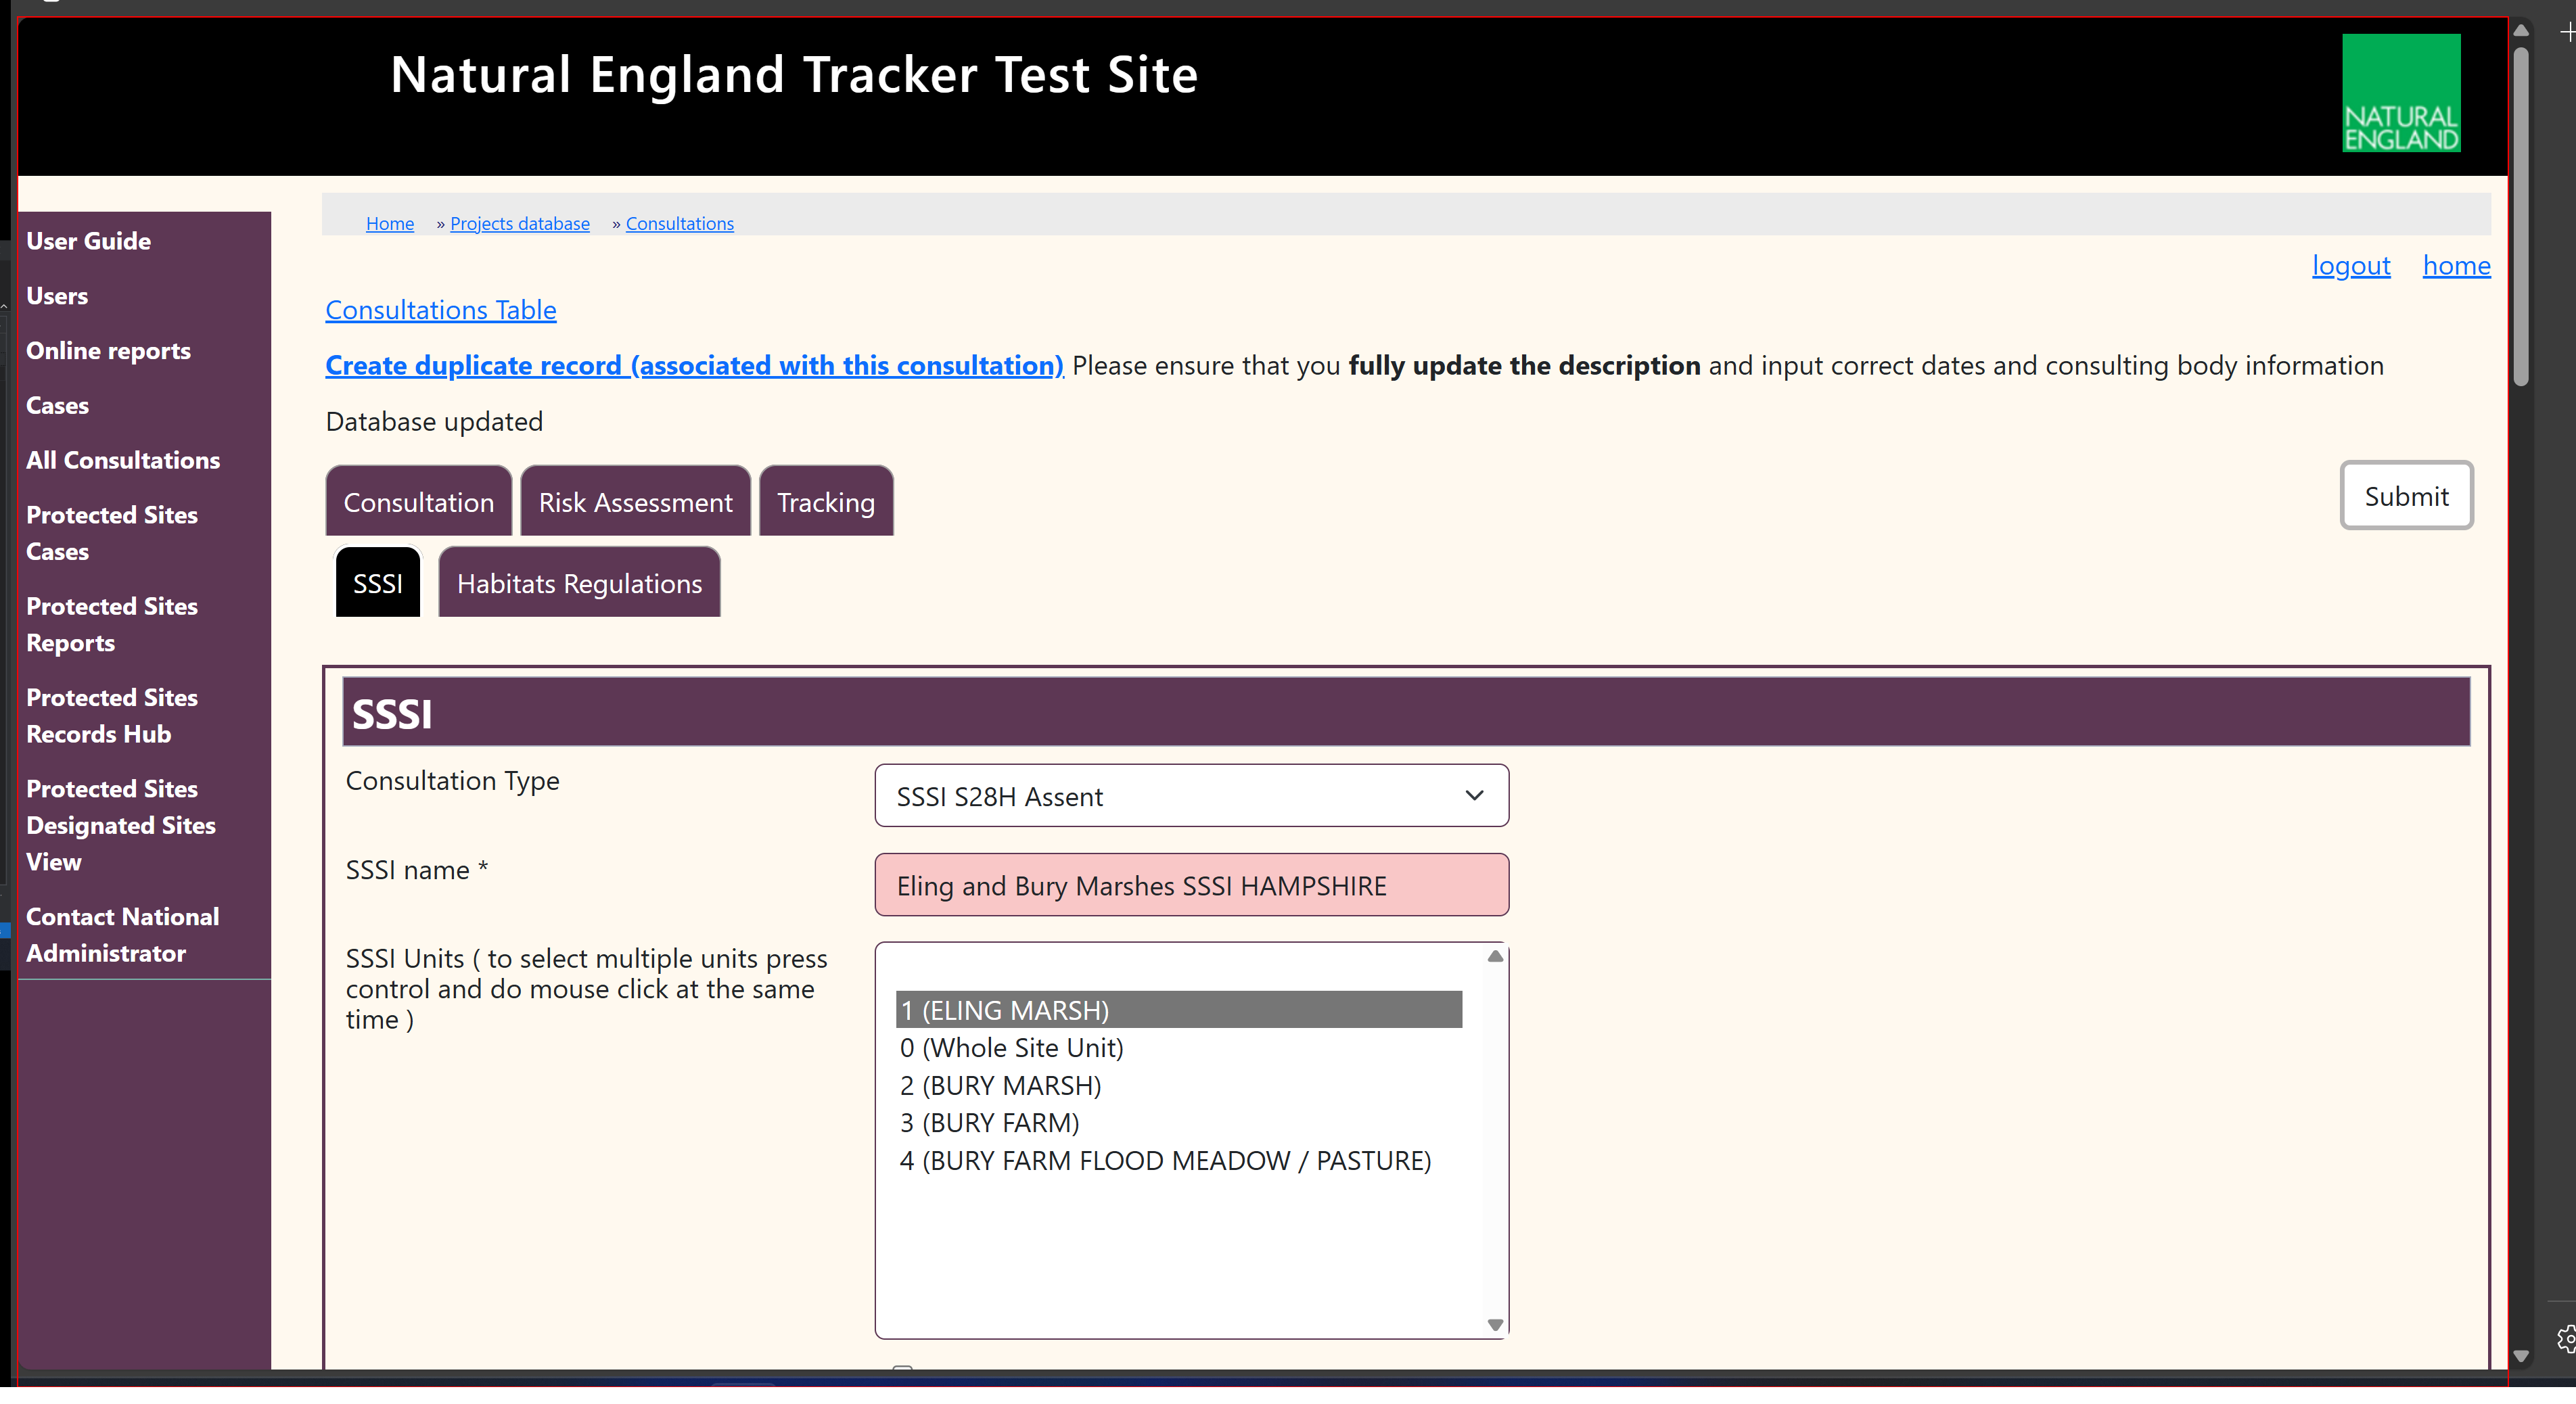 Natural England Tracker Test Site
NATURAL
ENGLAND
Home » Projects database » Consultations
logout home
User Guide
Users
Online reports
Cases
All Consultations
Protected Sites
Cases
Protected Sites
Reports
Protected Sites
Records Hub
Protected Sites
Designated Sites
View
Contact National
Administrator
Consultations Table
Create duplicate record (associated with this consultation) Please ensure that you fully update the description and input correct dates and consulting body information
Database updated
Consultation Risk Assessment Tracking
Submit
SSSI Habitats Regulations
SSSI
Consultation Type
SSSI S28H Assent
SSSI name *
Eling and Bury Marshes SSSI HAMPSHIRE
SSSI Units ( to select multiple units press
control and do mouse click at the same
time )
1 (ELING MARSH)
0 (Whole Site Unit)
2 (BURY MARSH)
3 (BURY FARM)
4 (BURY FARM FLOOD MEADOW / PASTURE)